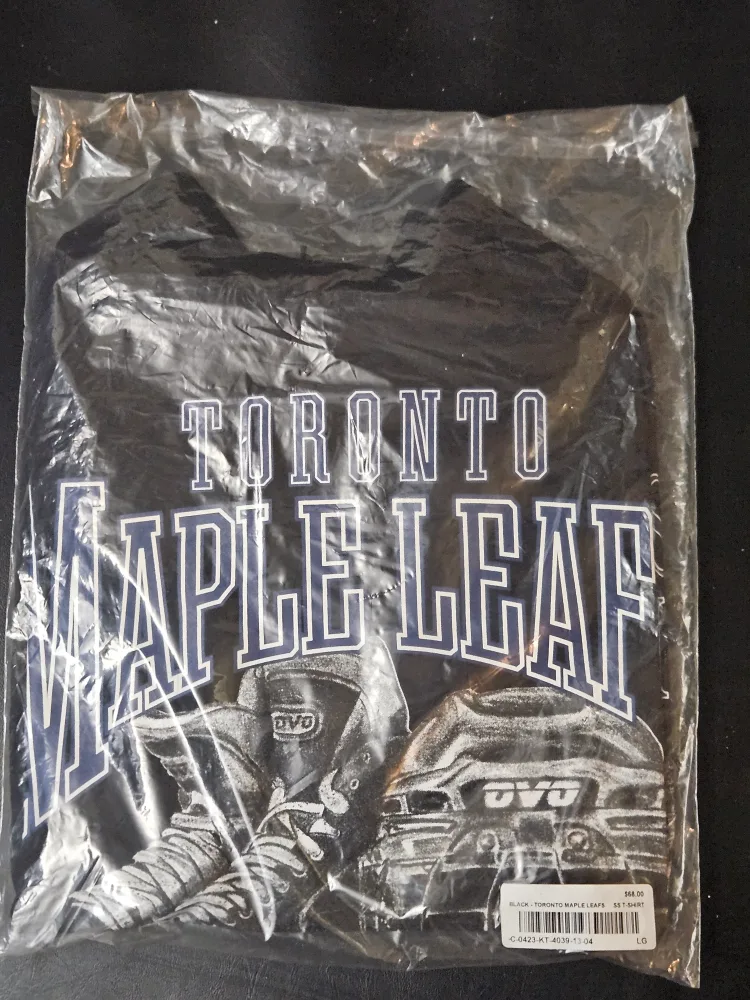 TORONTO
MAPLE LEAF
OVO
OVO
$68.00
BLACK - TORONTO MAPLE LEAFS SS T-SHIRT
-C-0423-KT-4039-13-04 LG